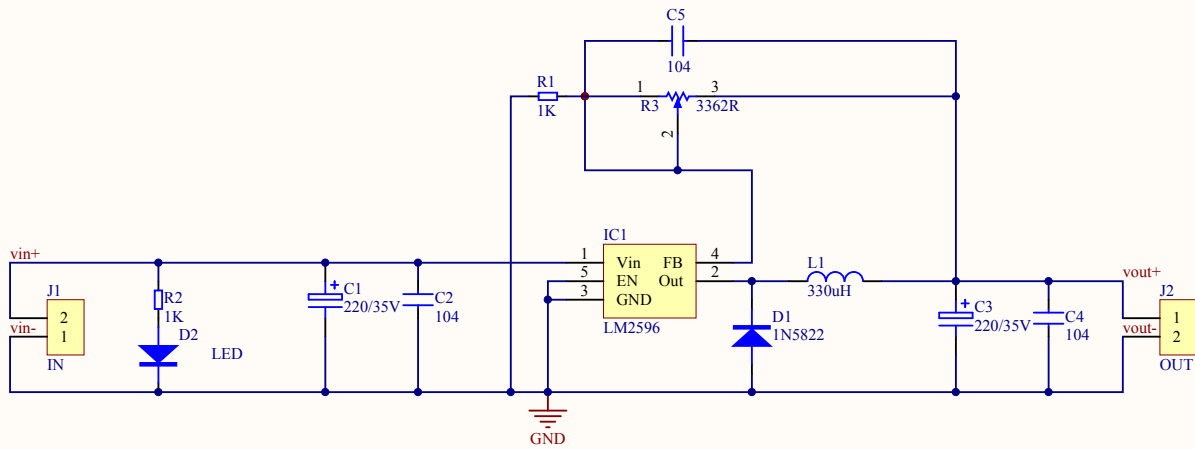 C5
104
R1
1K
1
R3
3
3362R
2
vin+
J1
2
1
IN
vin-
R2
1K
D2
LED
C1
220/35V
C2
104
IC1
1
5
3
Vin
EN
GND
FB
Out
4
2
LM2596
GND
D1
1N5822
L1
330uH
C3
220/35V
C4
104
vout+
vout-
J2
1
2
OUT